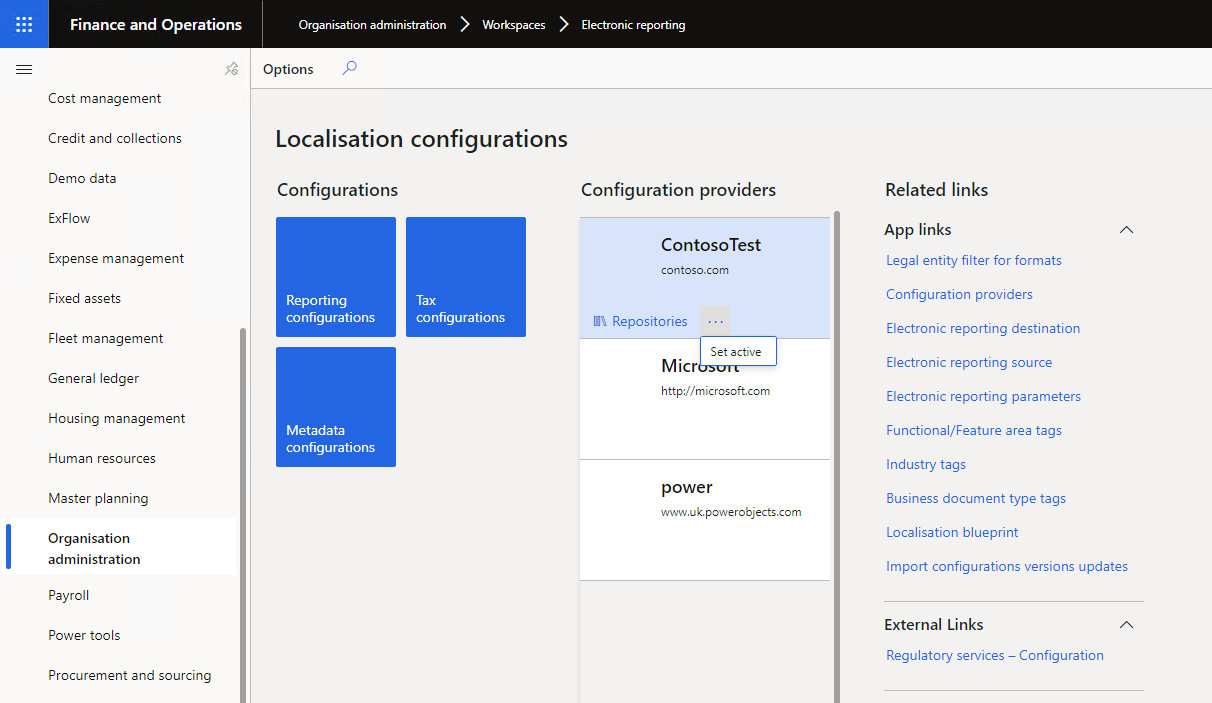 Finance and Operations
Organisation administration
Workspaces
Electronic reporting
Options
Cost management
Credit and collections
Demo data
ExFlow
Expense management
Fixed assets
Fleet management
General ledger
Housing management
Human resources
Master planning
Organisation
administration
Payroll
Power tools
Procurement and sourcing
Localisation configurations
Configurations
Reporting
configurations
Tax
configurations
Metadata
configurations
Configuration providers
ContosoTest
contoso.com
Repositories
...
Set active
Microsoft
http://microsoft.com
power
www.uk.powerobjects.com
Related links
App links
Legal entity filter for formats
Configuration providers
Electronic reporting destination
Electronic reporting source
Electronic reporting parameters
Functional/Feature area tags
Industry tags
Business document type tags
Localisation blueprint
Import configurations versions updates
External Links
Regulatory services – Configuration